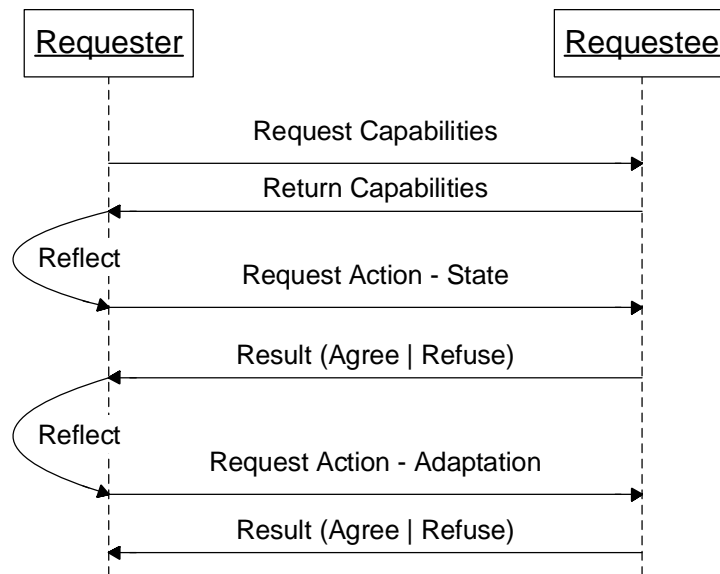 Requester
Requestee
Request Capabilities
Return Capabilities
Reflect
Request Action - State
Result (Agree | Refuse)
Reflect
Request Action - Adaptation
Result (Agree | Refuse)